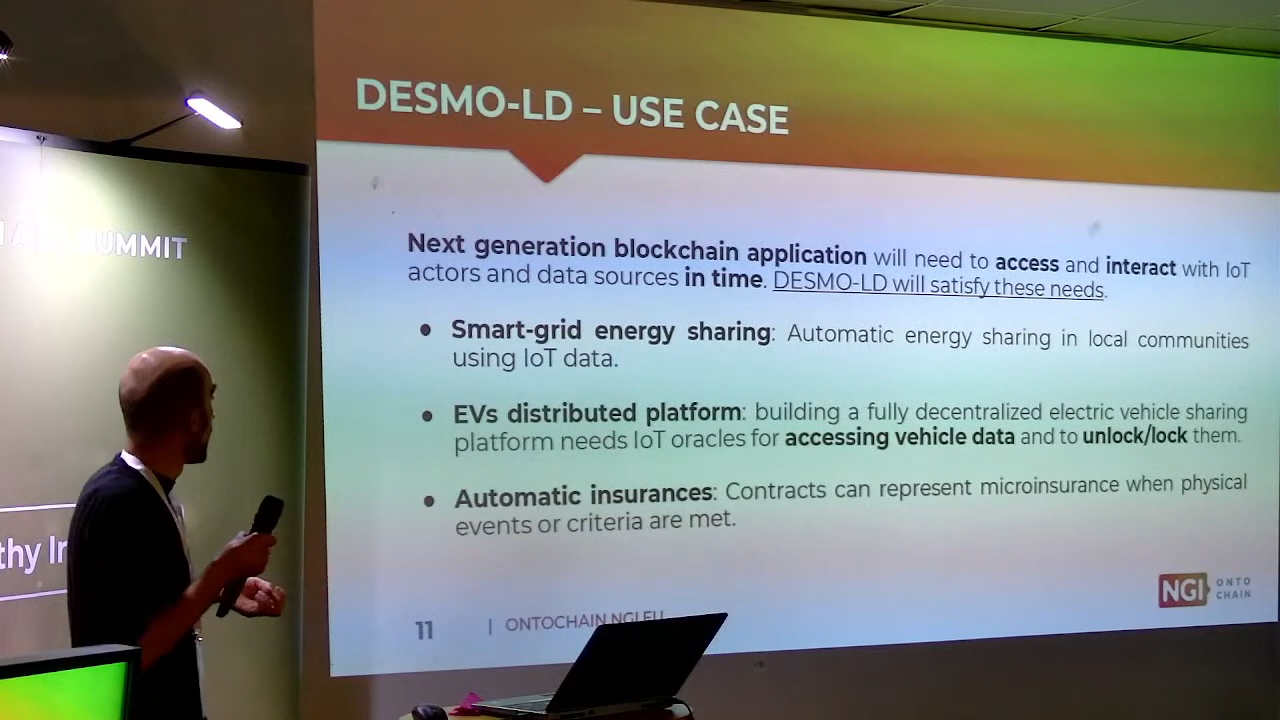 DESMO-LD – USE CASE
Next generation blockchain application will need to access and interact with IoT
actors and data sources in time. DESMO-LD will satisfy these needs.
● Smart-grid energy sharing: Automatic energy sharing in local communities
using IoT data.
● EVs distributed platform: building a fully decentralized electric vehicle sharing
platform needs IoT oracles for accessing vehicle data and to unlock/lock them.
● Automatic insurances: Contracts can represent microinsurance when physical
events or criteria are met.
11 | ONTOCHAIN.NGI.EU
NGI ONTO
CHAIN
SUMMIT
thy In